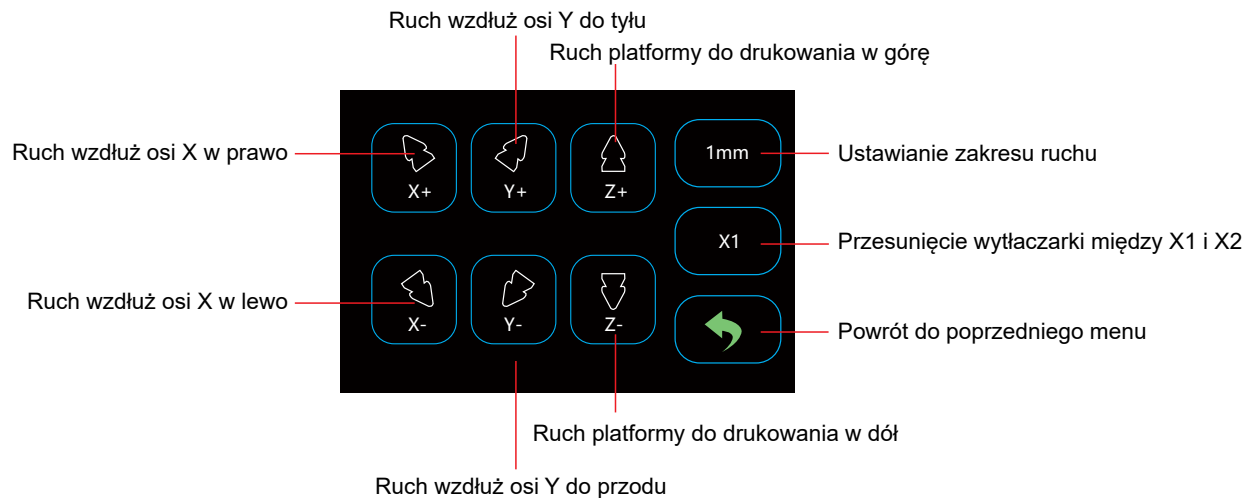 Ruch wzdłuż osi Y do tyłu
Ruch platformy do drukowania w górę
Ruch wzdłuż osi X w prawo
X+
Y+
Z+
1mm
Ustawianie zakresu ruchu
X1
Przesunięcie wytłaczarki między X1 i X2
Ruch wzdłuż osi X w lewo
X-
Y-
Z-
Powrót do poprzedniego menu
Ruch platformy do drukowania w dół
Ruch wzdłuż osi Y do przodu